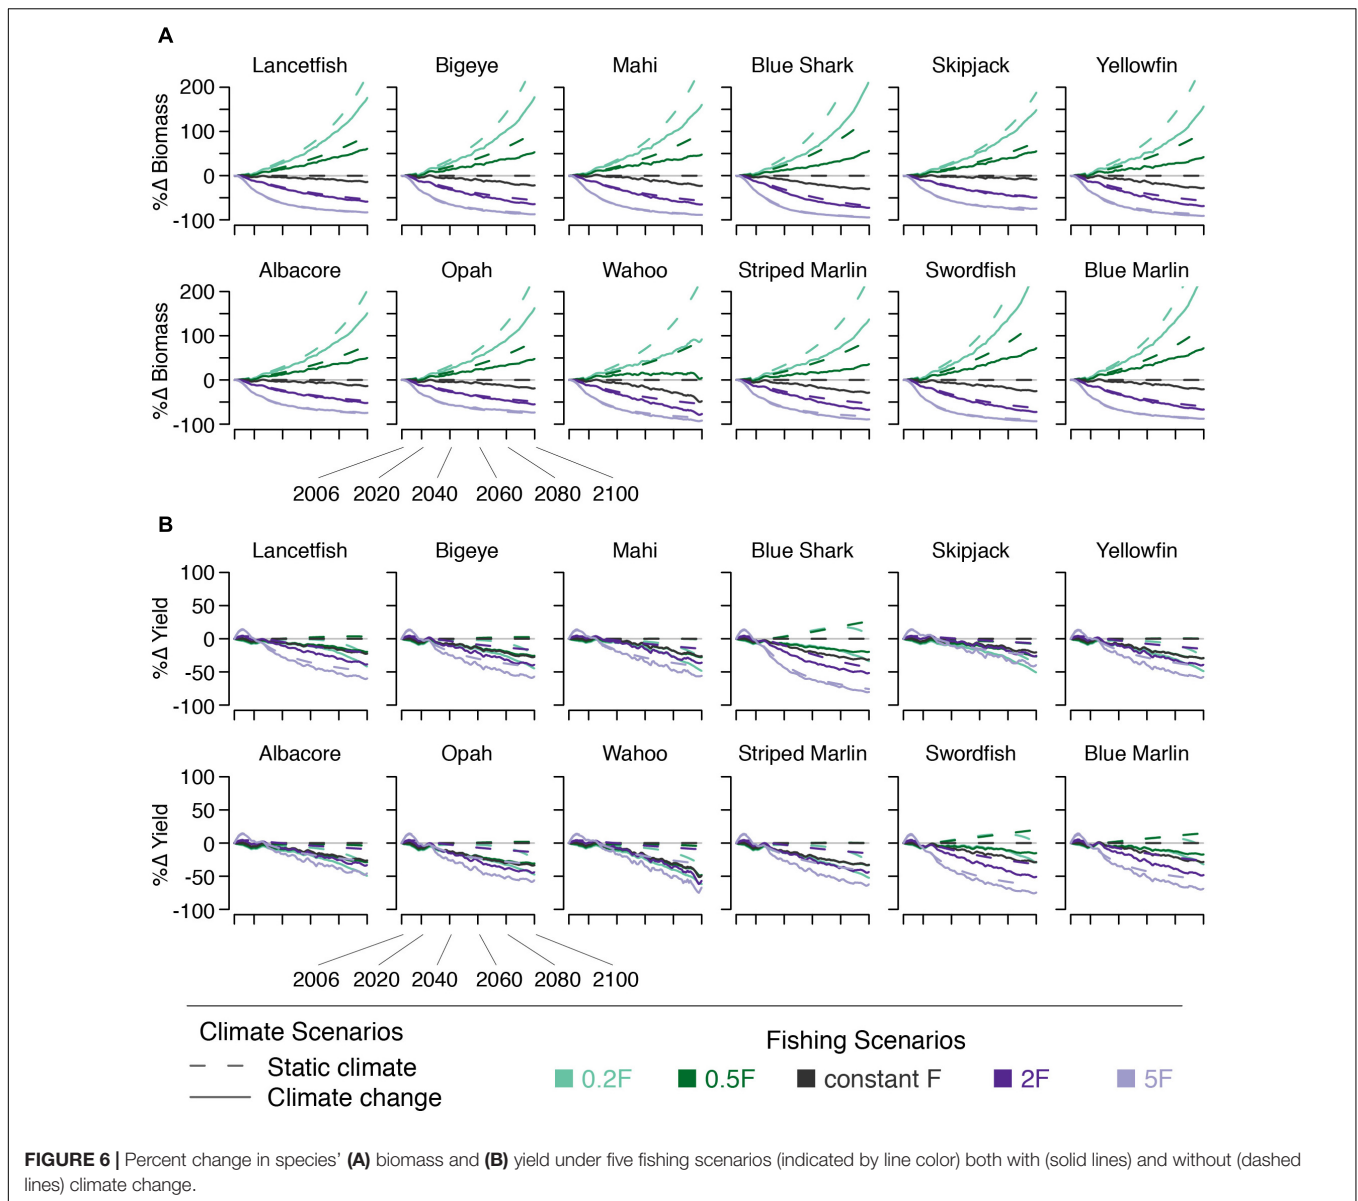 A
Lancetfish Bigeye Mahi Blue Shark Skipjack Yellowfin
%Δ Biomass
200
100
0
-100
Albacore Opah Wahoo Striped Marlin Swordfish Blue Marlin
%Δ Biomass
200
100
0
-100
2006 2020 2040 2060 2080 2100
B
Lancetfish Bigeye Mahi Blue Shark Skipjack Yellowfin
%Δ Yield
100
50
0
-50
-100
Albacore Opah Wahoo Striped Marlin Swordfish Blue Marlin
%Δ Yield
100
50
0
-50
-100
2006 2020 2040 2060 2080 2100
Climate Scenarios
Static climate
Climate change
Fishing Scenarios
0.2F 0.5F constant F 2F 5F
FIGURE 6 | Percent change in species' (A) biomass and (B) yield under five fishing scenarios (indicated by line color) both with (solid lines) and without (dashed
lines) climate change.